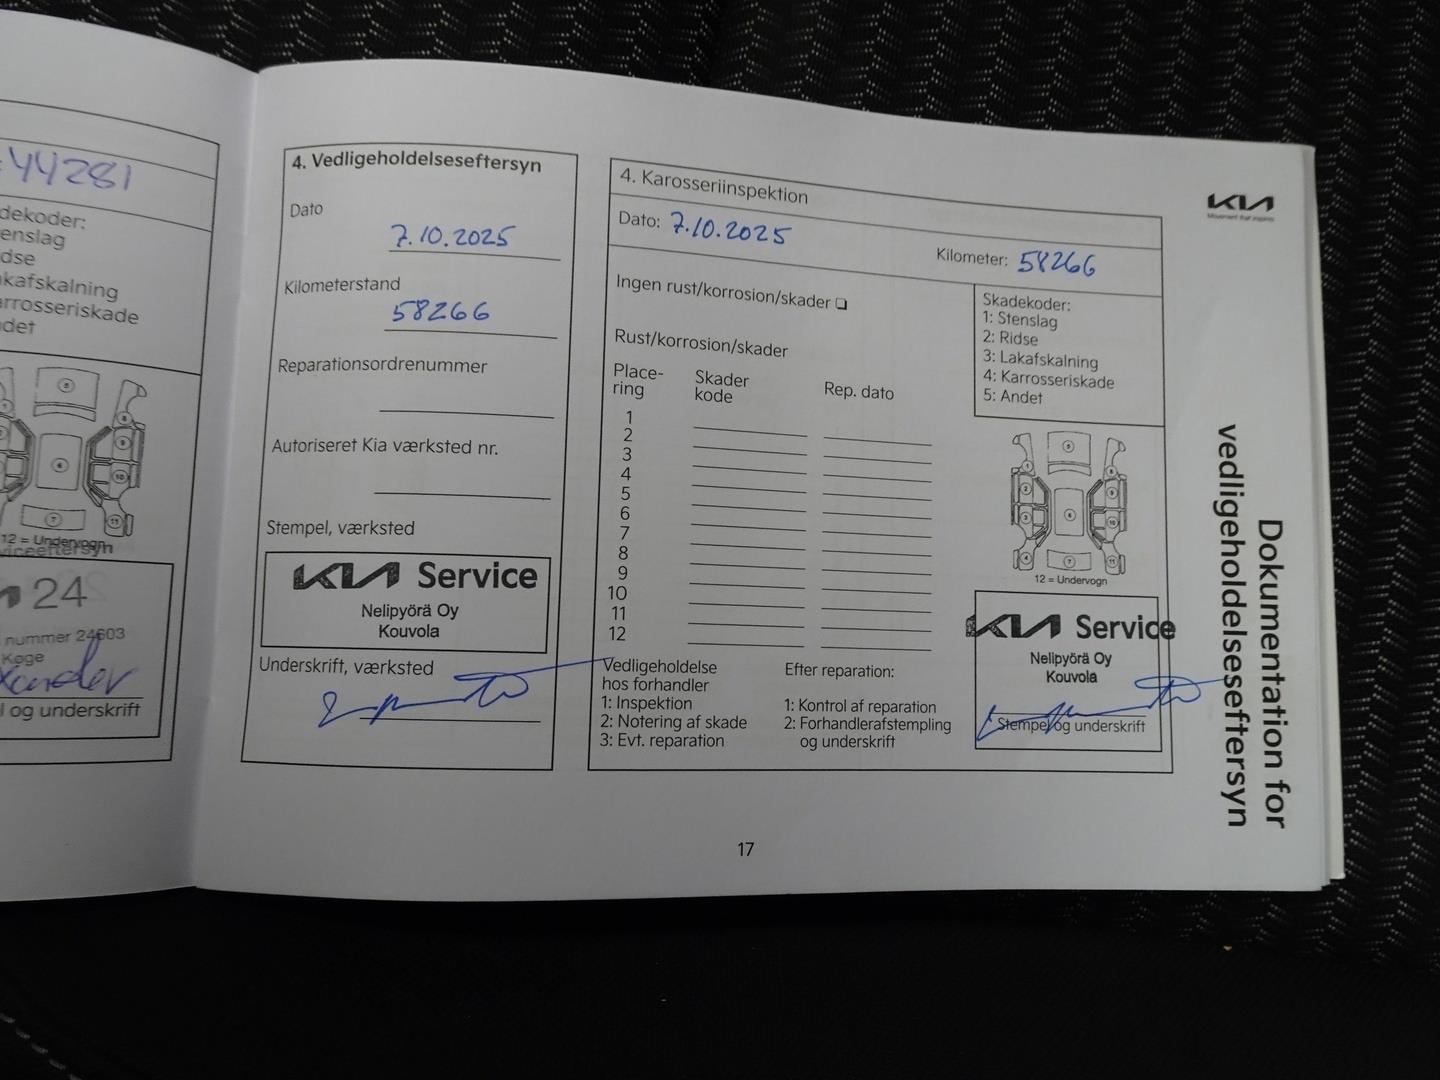 44281
dekoder:
enslag
dse
kafskalning
arrosseriskade
ndet
12 = Undervogn
viceeftersyn
24
nummer 24603
Køge
l og underskrift
4. Vedligeholdelseseftersyn
Dato
7.10.2025
Kilometerstand
58266
Reparationsordrenummer
Autoriseret Kia værksted nr.
Stempel, værksted
KIA Service
Nelipyörä Oy
Kouvola
Underskrift, værksted
4. Karosseriinspektion
Dato: 7.10.2025
Kilometer: 58266
Ingen rust/korrosion/skader ❏
Rust/korrosion/skader
Place-
ring
Skader
kode
Rep. dato
1
2
3
4
5
6
7
8
9
10
11
12
Skadekoder:
1: Stenslag
2: Ridse
3: Lakafskalning
4: Karrosseriskade
5: Andet
12 = Undervogn
KIA Service
Nelipyörä Oy
Kouvola
Stempel og underskrift
Vedligeholdelse
hos forhandler
1: Inspektion
2: Notering af skade
3: Evt. reparation
Efter reparation:
1: Kontrol af reparation
2: Forhandlerafstempling
og underskrift
KIA
Movement that inspires
Dokumentation for
vedligeholdelseseftersyn
17